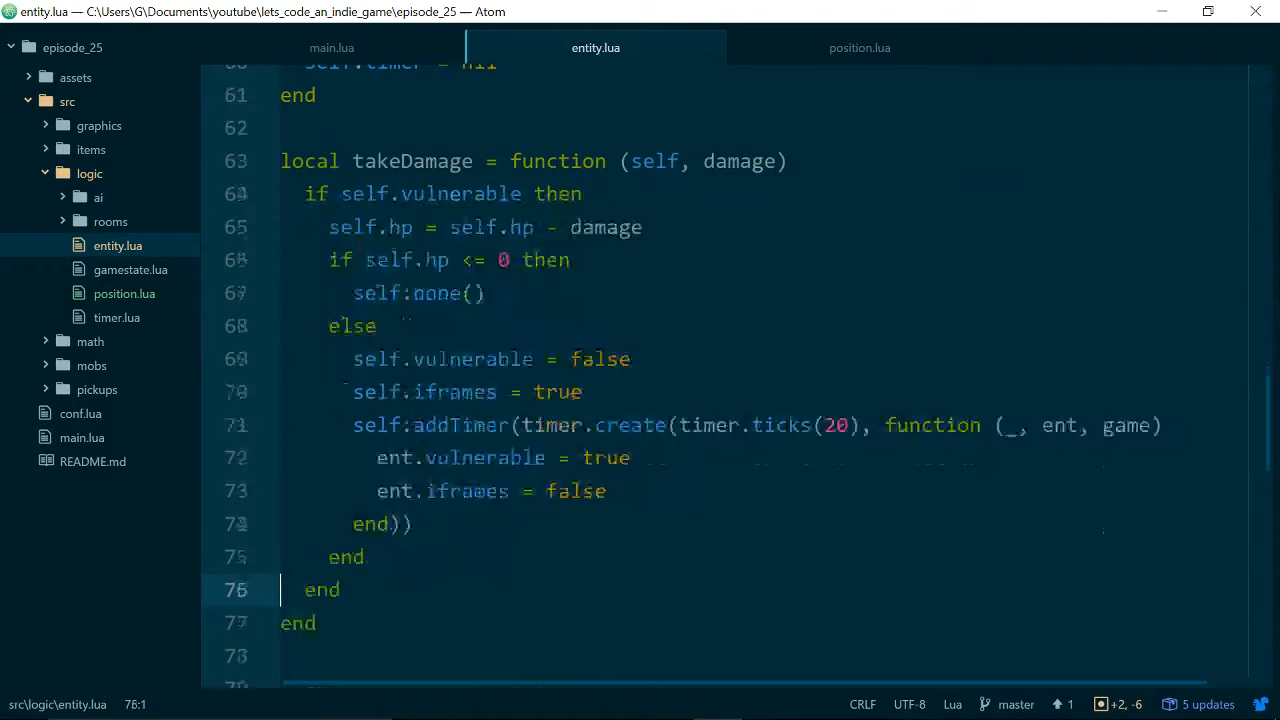 entity.lua — C:\Users\G\Documents\youtube\lets_code_an_indie_game\episode_25 — Atom
episode_25
main.lua
entity.lua
position.lua
assets
src
graphics
items
logic
ai
rooms
entity.lua
gamestate.lua
position.lua
timer.lua
math
mobs
pickups
conf.lua
main.lua
README.md
self.timer = nil
61 end
62
63 local takeDamage = function (self, damage)
64 if self.vulnerable then
65 self.hp = self.hp - damage
66 if self.hp <= 0 then
67 self:done()
68 else
69 self.vulnerable = false
70 self.iframes = true
71 self:addTimer(timer.create(timer.ticks(20), function (_, ent, game)
72 ent.vulnerable = true
73 ent.iframes = false
74 end))
75 end
76 end
77 end
78
src\logic\entity.lua
CRLF UTF-8 Lua master 1 +2, -6 5 updates